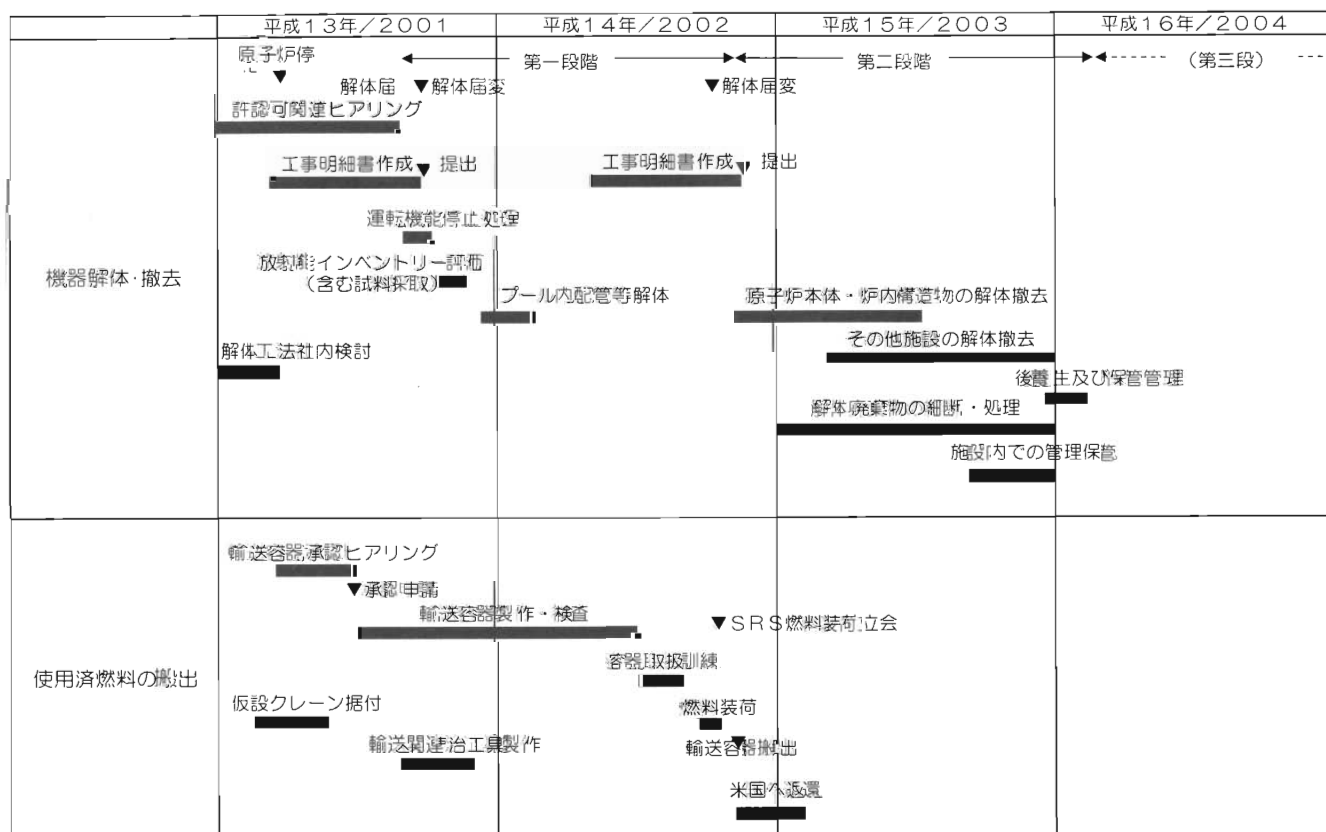 平成13年／2001 平成14年／2002 平成15年／2003 平成16年／2004
原子炉停
第一段階 第二段階 （第三段）
解体届 ▼解体届変 ▼解体届変
許認可関連ヒアリング
工事明細書作成 ▼ 提出 工事明細書作成 ▼ 提出
運転機能停止処理
機器解体・撤去
放射能インベントリー評価
（含む試料採取）
プール内配管等解体
原子炉本体・炉内構造物の解体撤去
その他施設の解体撤去
解体工法社内検討
後養生及び保管管理
解体廃棄物の細断・処理
施設内での管理保管
使用済燃料の搬出
輸送容器承認ヒアリング
▼承認申請
輸送容器製作・検査
▼SRS燃料装荷立会
容器取扱訓練
仮設クレーン据付
燃料装荷
輸送関連治工具製作
輸送容器搬出
米国へ返還